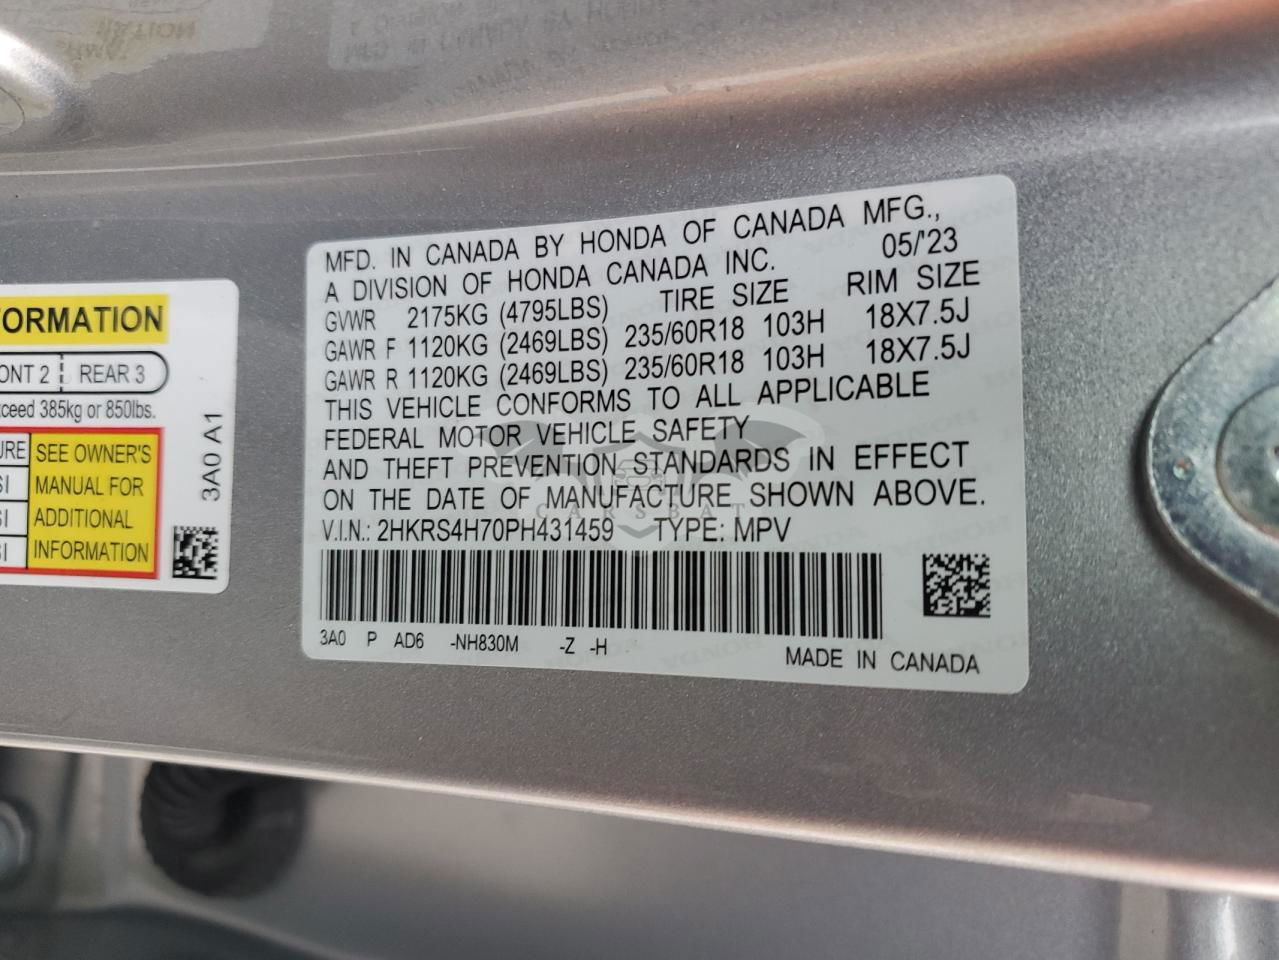 MFD. IN CANADA BY HONDA OF CANADA MFG.,
A DIVISION OF HONDA CANADA INC. 05/'23
GVWR 2175KG (4795LBS) TIRE SIZE RIM SIZE
GAWR F 1120KG (2469LBS) 235/60R18 103H 18X7.5J
GAWR R 1120KG (2469LBS) 235/60R18 103H 18X7.5J
THIS VEHICLE CONFORMS TO ALL APPLICABLE
FEDERAL MOTOR VEHICLE SAFETY
AND THEFT PREVENTION STANDARDS IN EFFECT
ON THE DATE OF MANUFACTURE SHOWN ABOVE.
V.I.N.: 2HKRS4H70PH431459 TYPE: MPV
3A0 P AD6 -NH830M -Z -H
MADE IN CANADA
CARSBAT
ORMATION
ONT 2 REAR 3
xceed 385kg or 850lbs.
URE
SEE OWNER'S
MANUAL FOR
ADDITIONAL
INFORMATION
3A0 A1